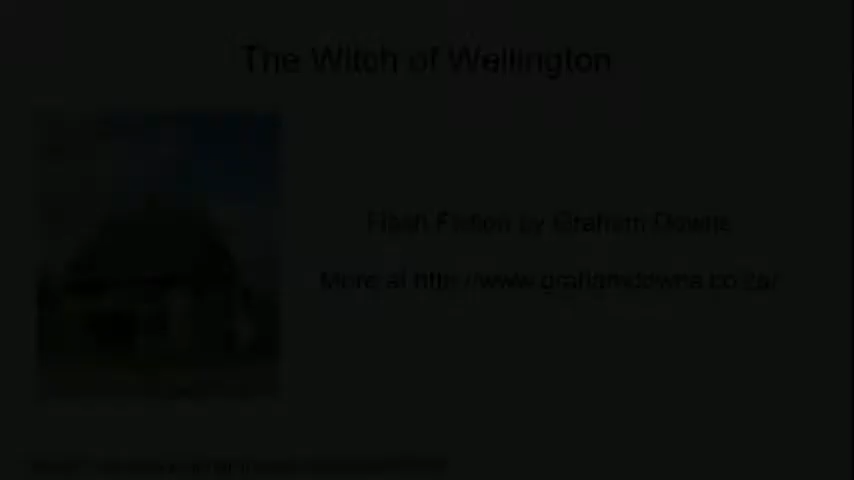 The Witch of Wellington
Flash Fiction by Graham Downs
More at http://www.grahamdowns.co.za/